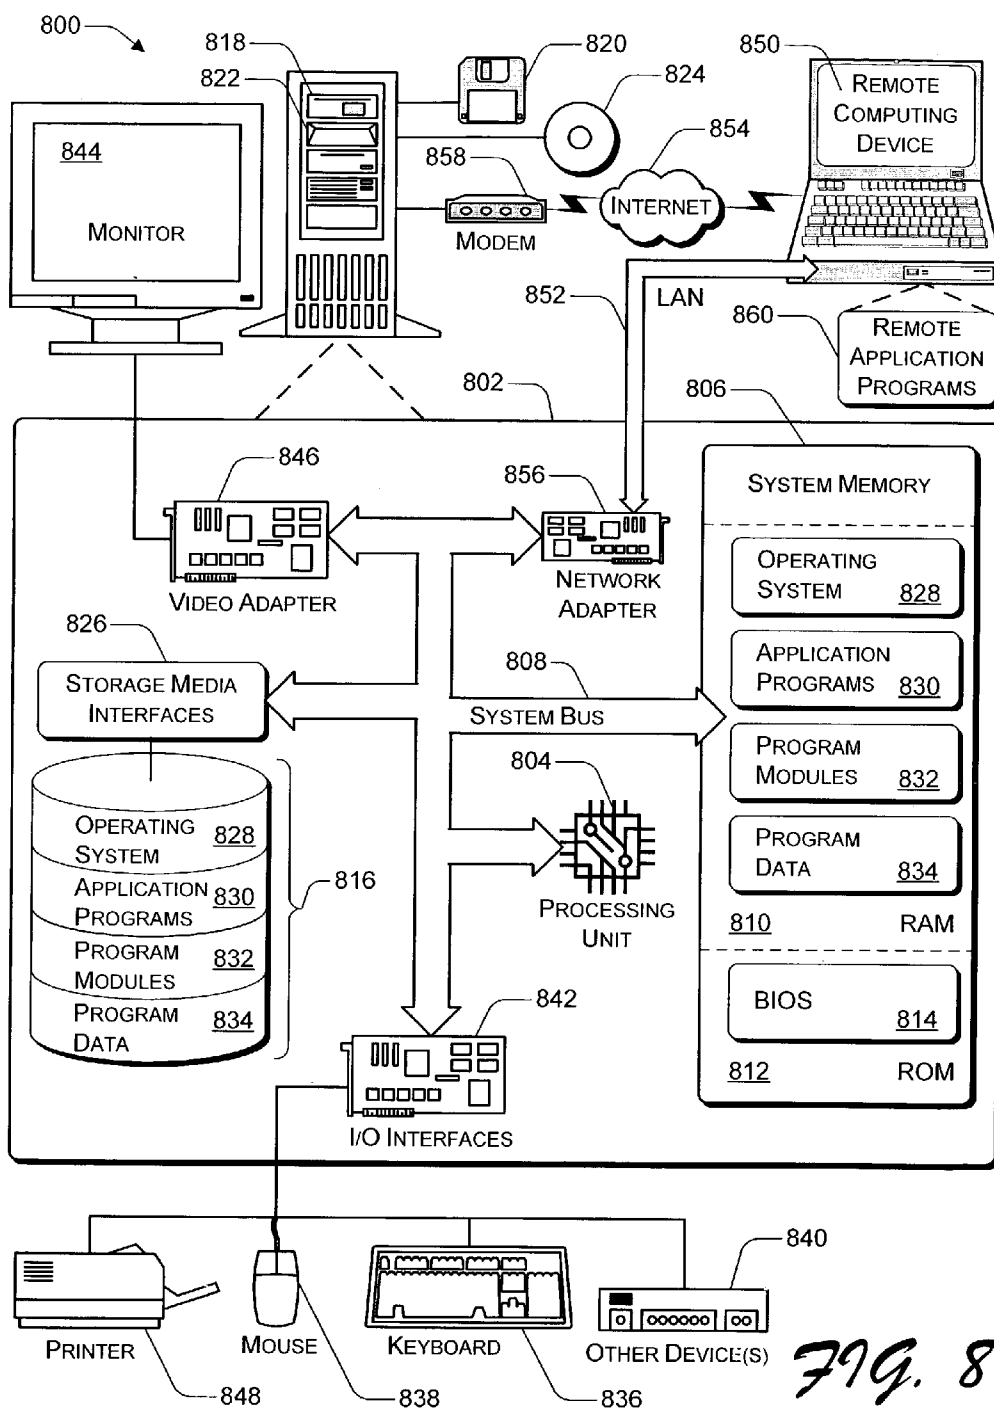 800
818
822
820
824
850
REMOTE
COMPUTING
DEVICE
844
MONITOR
858
854
INTERNET
MODEM
852
LAN
860
REMOTE
APPLICATION
PROGRAMS
802
806
846
856
SYSTEM MEMORY
VIDEO ADAPTER
NETWORK
ADAPTER
OPERATING
SYSTEM 828
826
STORAGE MEDIA
INTERFACES
808
SYSTEM BUS
APPLICATION
PROGRAMS 830
804
PROGRAM
MODULES 832
OPERATING
SYSTEM 828
APPLICATION
PROGRAMS 830
PROGRAM
MODULES 832
PROGRAM
DATA 834
816
PROCESSING
UNIT
PROGRAM
DATA 834
810 RAM
842
BIOS 814
812 ROM
I/O INTERFACES
840
PRINTER
MOUSE
KEYBOARD
OTHER DEVICE(S)
848
838
836
FIG. 8